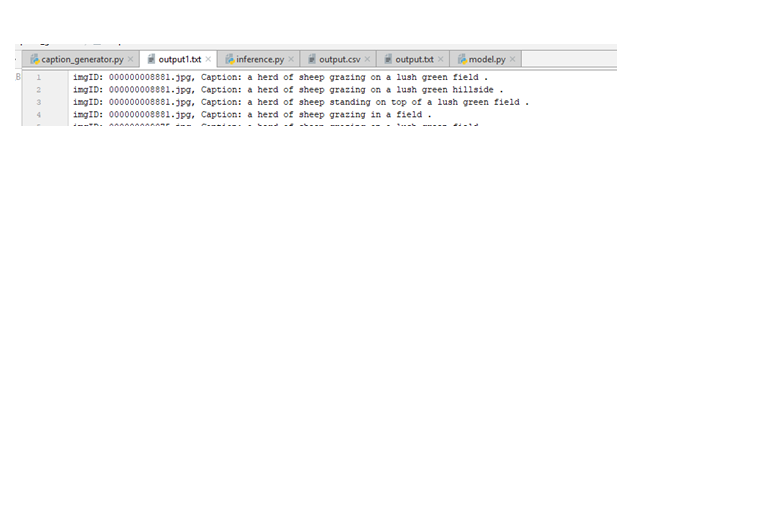 caption_generator.py output1.txt inference.py output.csv output.txt model.py
B 1 imgID: 000000008881.jpg, Caption: a herd of sheep grazing on a lush green field .
2 imgID: 000000008881.jpg, Caption: a herd of sheep grazing on a lush green hillside .
3 imgID: 000000008881.jpg, Caption: a herd of sheep standing on top of a lush green field .
4 imgID: 000000008881.jpg, Caption: a herd of sheep grazing in a field .